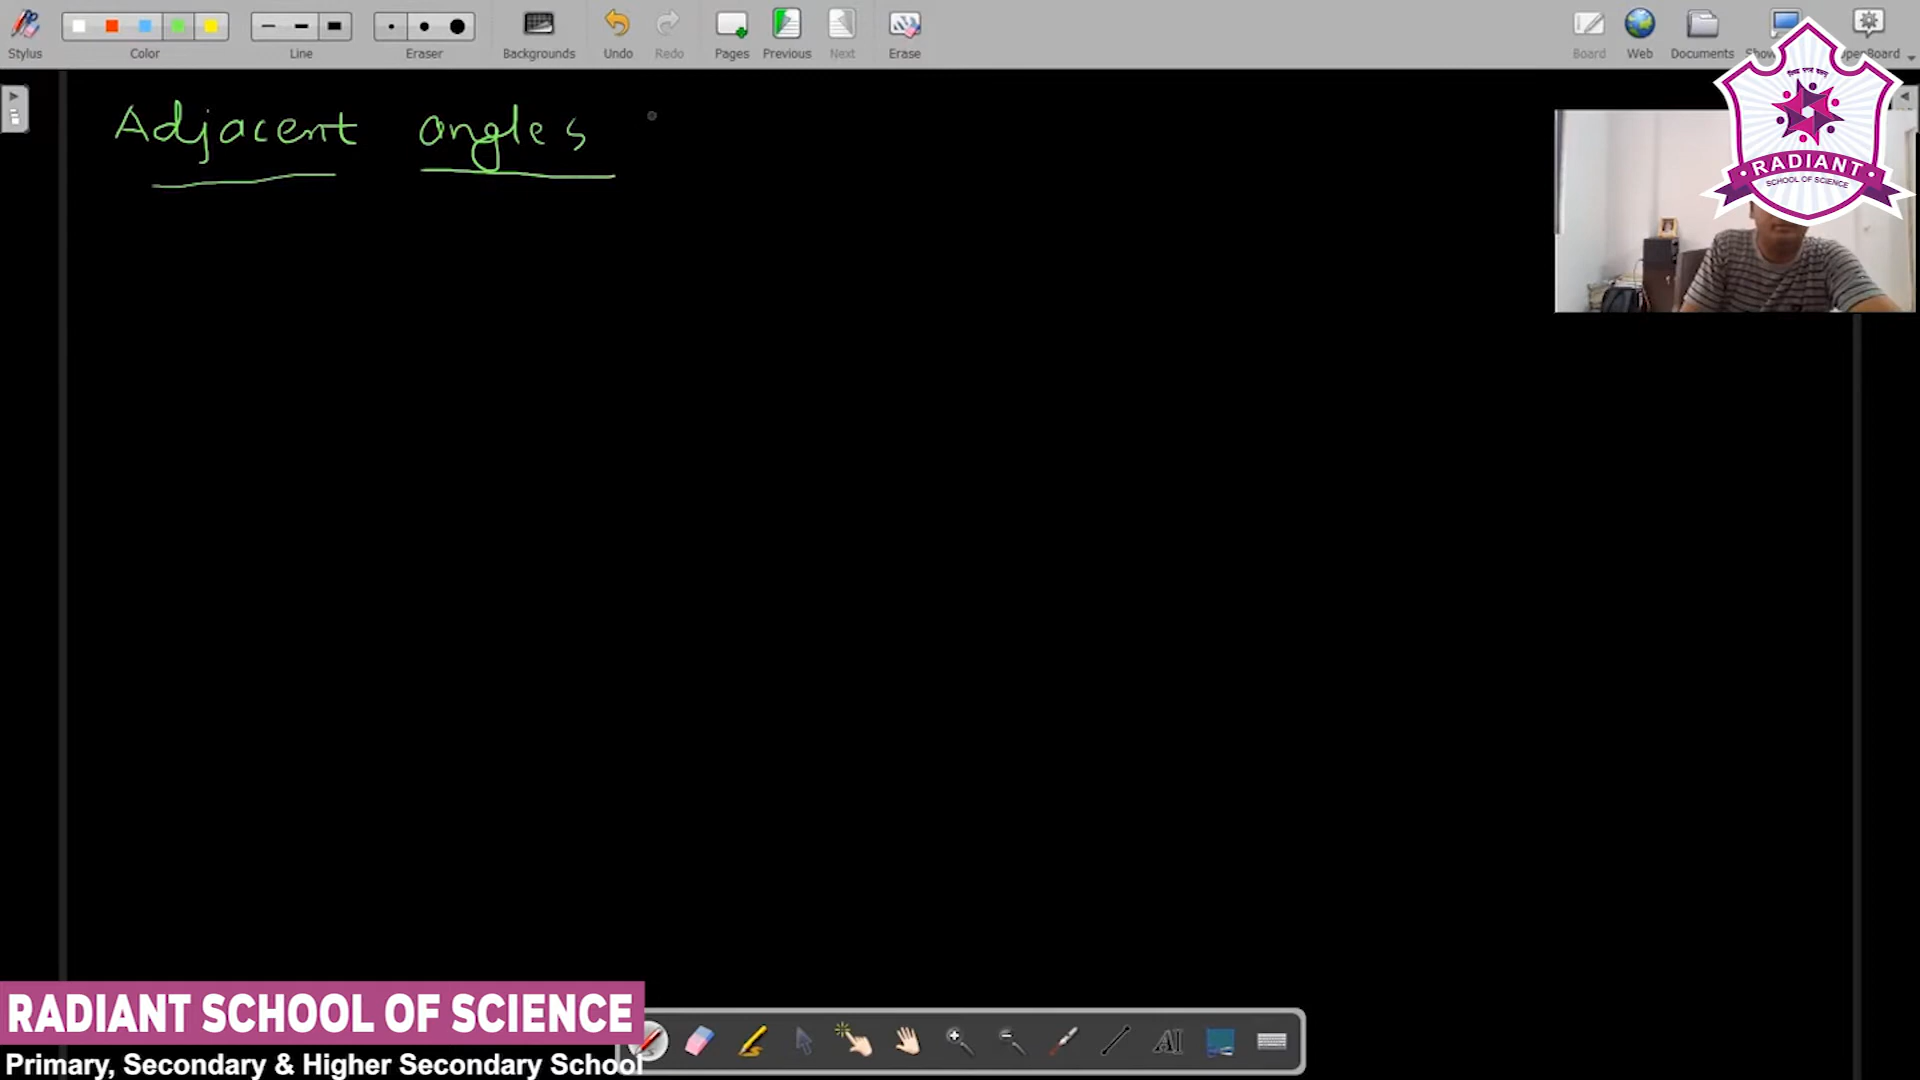 Stylus Color Line Eraser Backgrounds Undo Redo Pages Previous Next Erase Board Web Documents
Adjacent angles
RADIANT
SCHOOL OF SCIENCE
RADIANT SCHOOL OF SCIENCE
Primary, Secondary & Higher Secondary School
AI